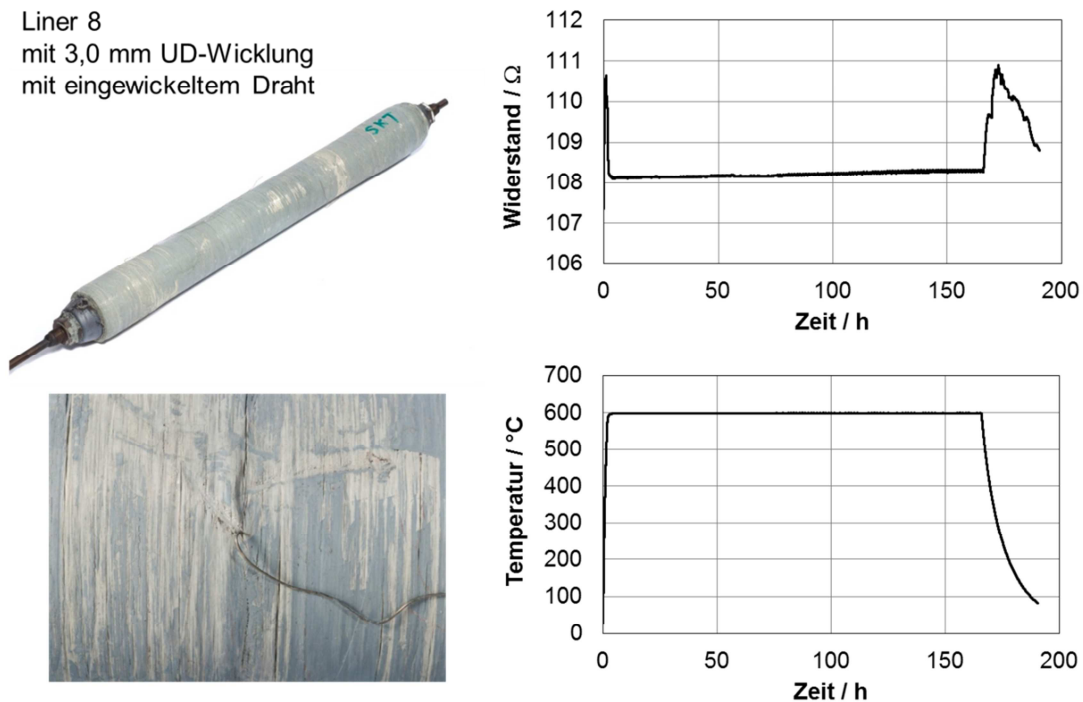 Liner 8
mit 3,0 mm UD-Wicklung
mit eingewickeltem Draht
SK7
Widerstand / Ω
112
111
110
109
108
107
106
0 50 100 150 200
Zeit / h
Temperatur / °C
700
600
500
400
300
200
100
0
0 50 100 150 200
Zeit / h